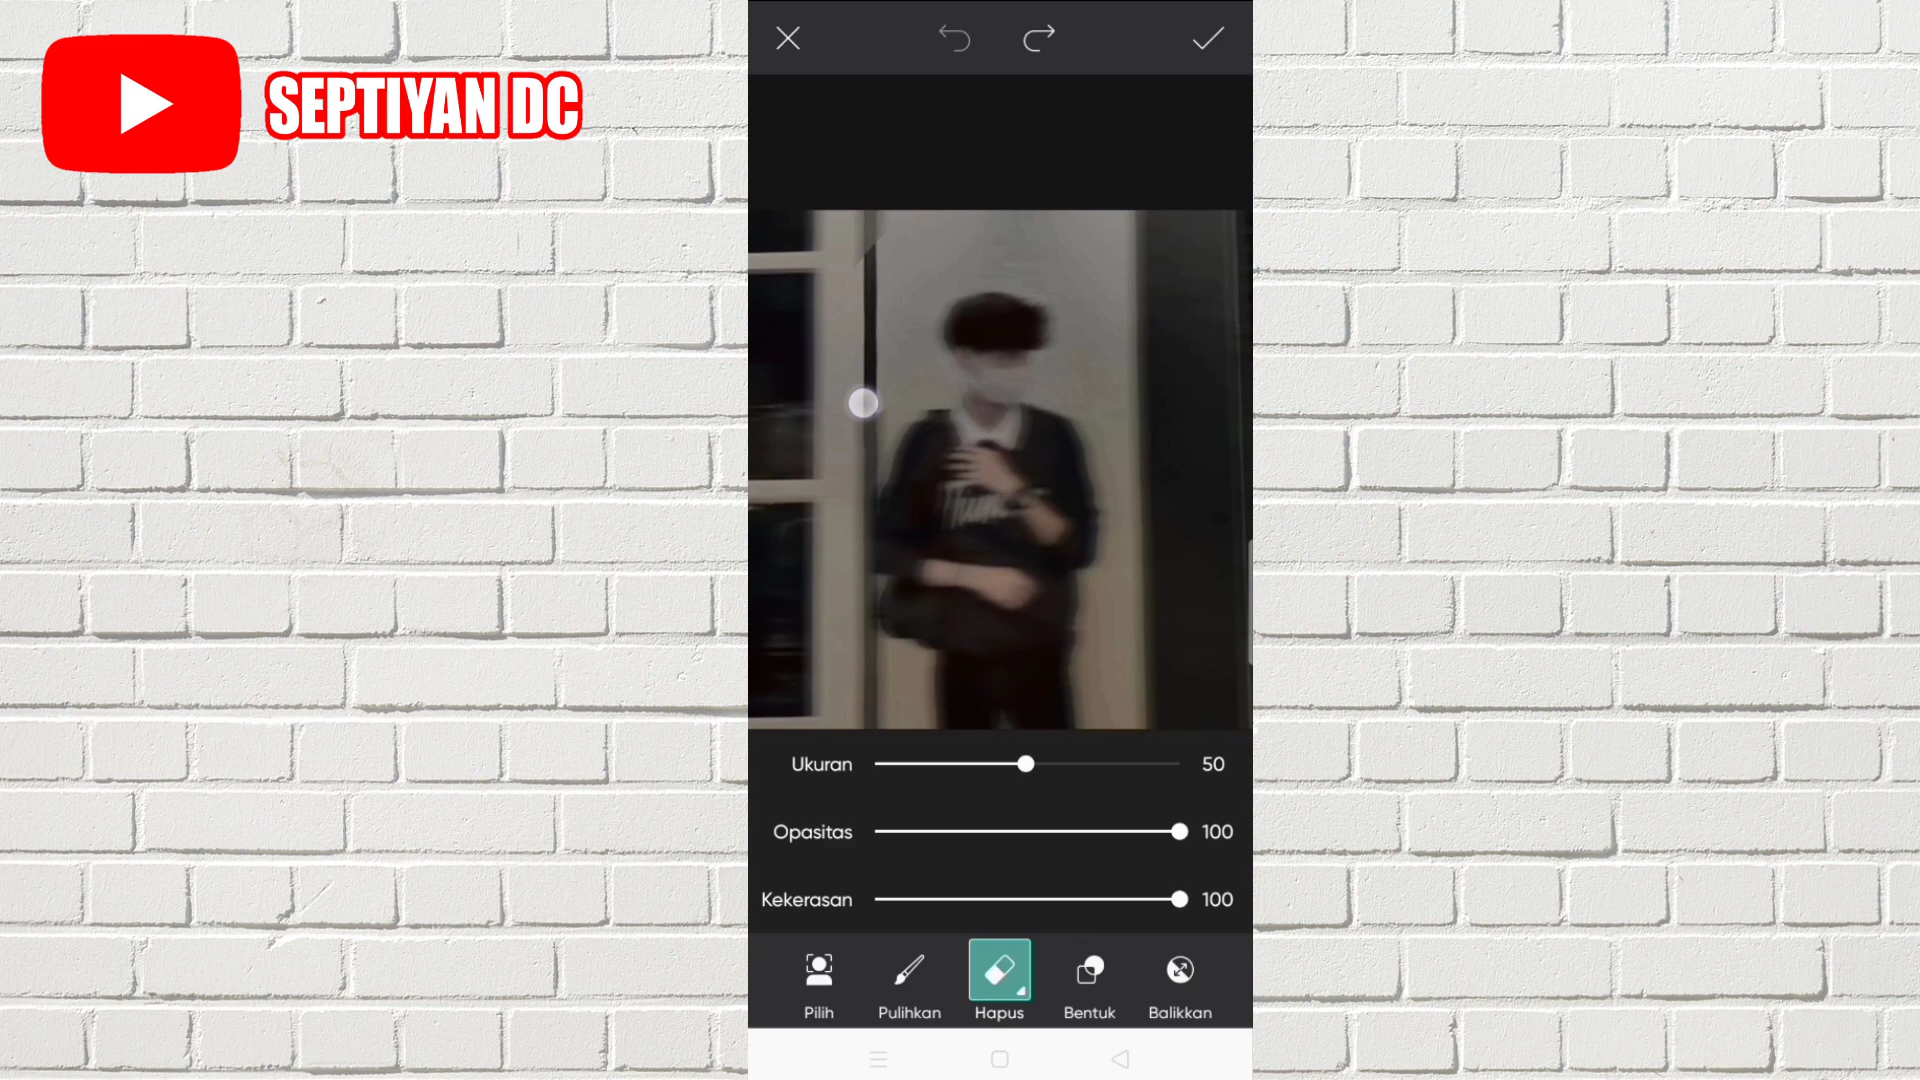 SEPTIYAN DC
Ukuran 50
Opasitas 100
Kekerasan 100
Pilih Pulihkan Hapus Bentuk Balikkan